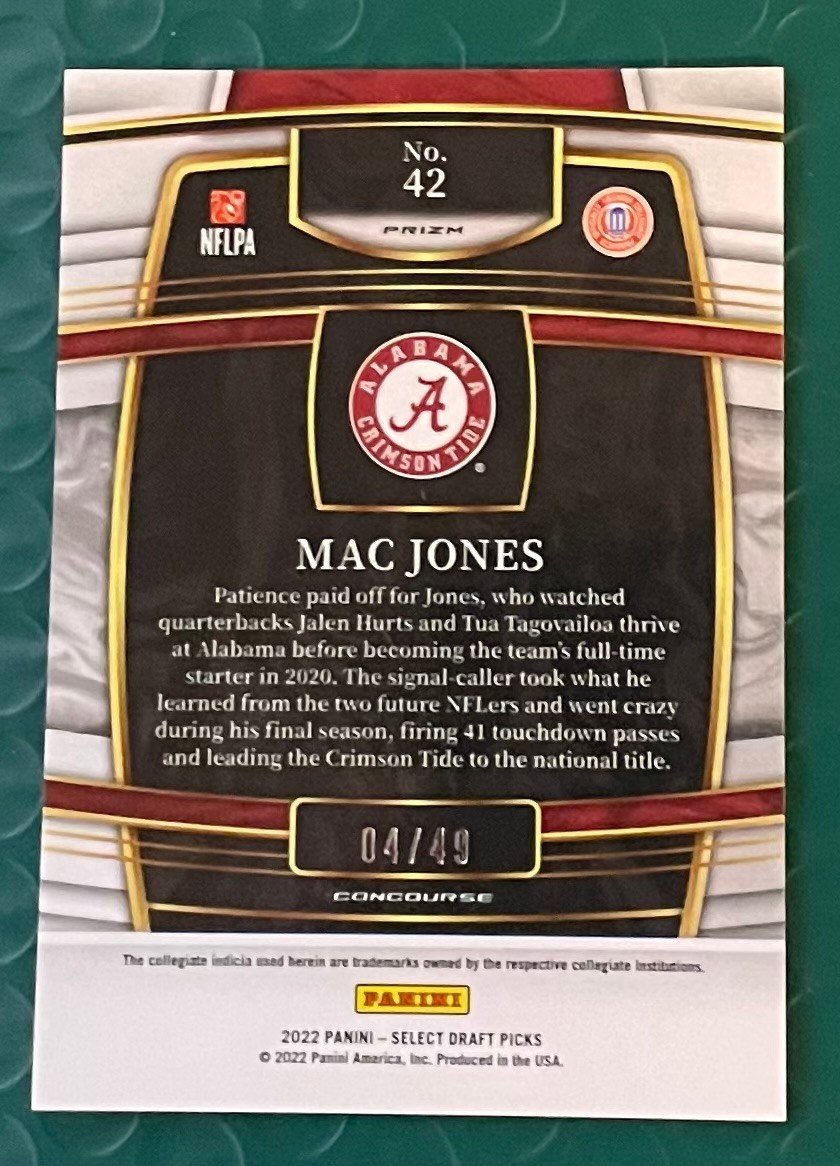 No.
42
PRIZM
NFLPA
ALABAMA
A
CRIMSON TIDE
®
MAC JONES
Patience paid off for Jones, who watched
quarterbacks Jalen Hurts and Tua Tagovailoa thrive
at Alabama before becoming the team's full-time
starter in 2020. The signal-caller took what he
learned from the two future NFLers and went crazy
during his final season, firing 41 touchdown passes
and leading the Crimson Tide to the national title.
04/49
CONCOURSE
The collegiate indicia used herein are trademarks owned by the respective collegiate Institutions.
PANINI
2022 PANINI – SELECT DRAFT PICKS
© 2022 Panini America, Inc. Produced in the USA.